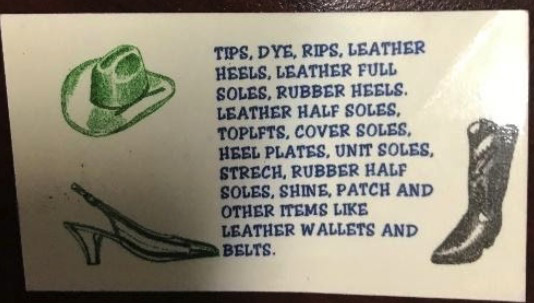 TIPS, DYE, RIPS, LEATHER
HEELS, LEATHER FULL
SOLES, RUBBER HEELS.
LEATHER HALF SOLES,
TOPLFTS, COVER SOLES,
HEEL PLATES, UNIT SOLES,
STRECH, RUBBER HALF
SOLES, SHINE, PATCH AND
OTHER ITEMS LIKE
LEATHER WALLETS AND
BELTS.